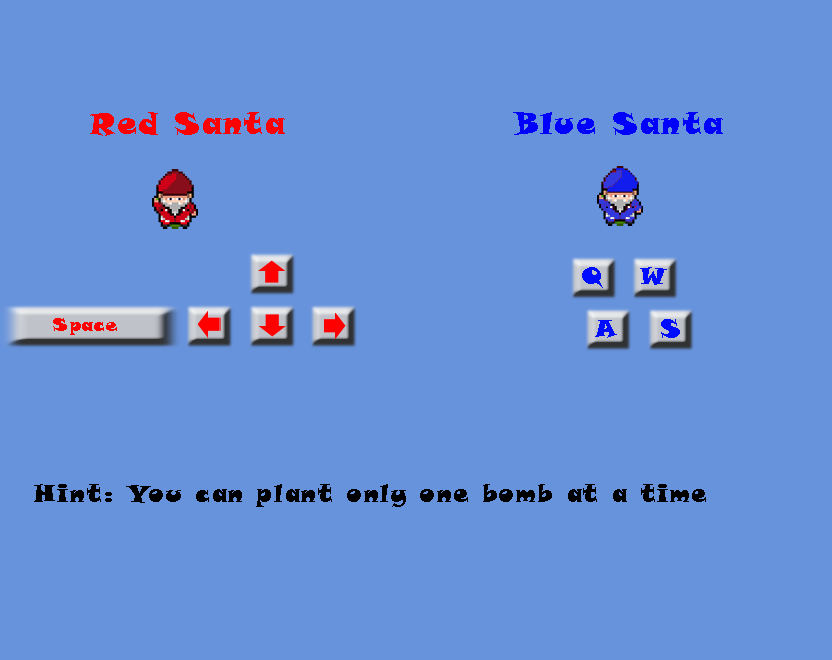 Red Santa
Blue Santa
Q W
Space
A S
Hint: You can plant only one bomb at a time